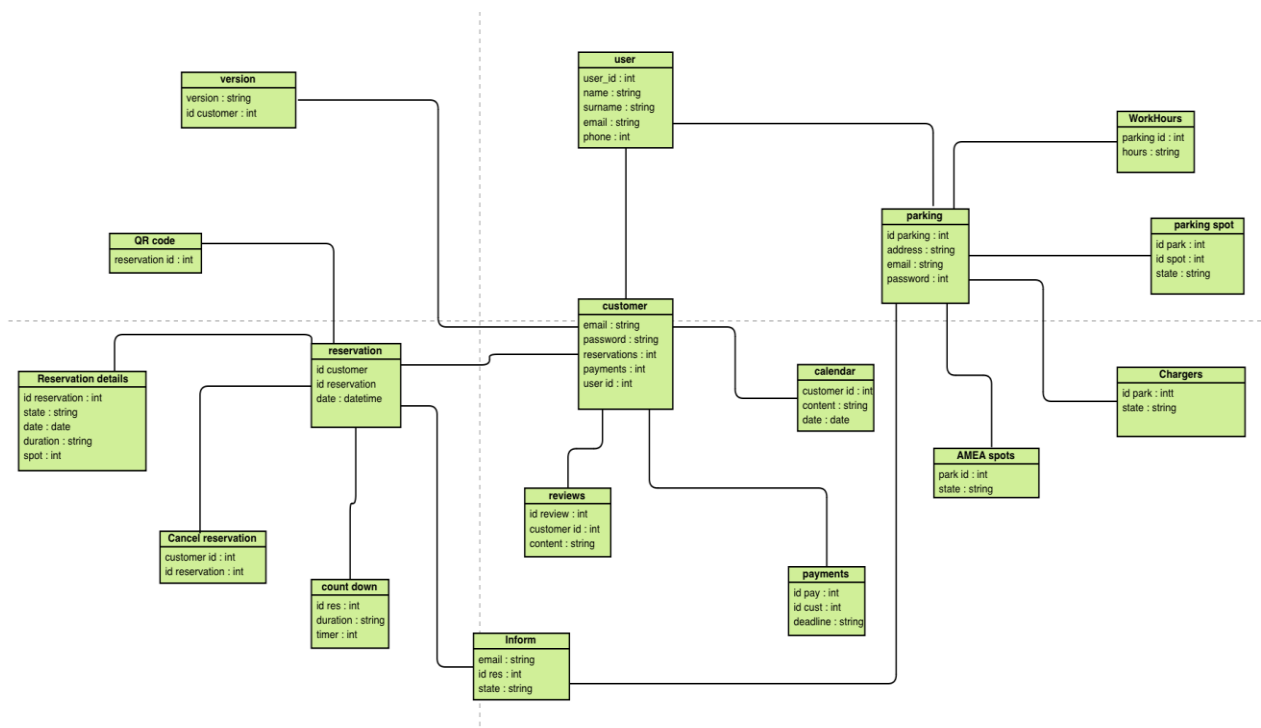 user
user_id : int
name : string
surname : string
email : string
phone : int
version
version : string
id customer : int
WorkHours
parking id : int
hours : string
parking
id parking : int
address : string
email : string
password : int
parking spot
id park : int
id spot : int
state : string
QR code
reservation id : int
customer
email : string
password : string
reservations : int
payments : int
user id : int
reservation
id customer
id reservation
date : datetime
Reservation details
id reservation : int
state : string
date : date
duration : string
spot : int
calendar
customer id : int
content : string
date : date
Chargers
id park : intt
state : string
AMEA spots
park id : int
state : string
reviews
id review : int
customer id : int
content : string
Cancel reservation
customer id : int
id reservation : int
count down
id res : int
duration : string
timer : int
payments
id pay : int
id cust : int
deadline : string
Inform
email : string
id res : int
state : string